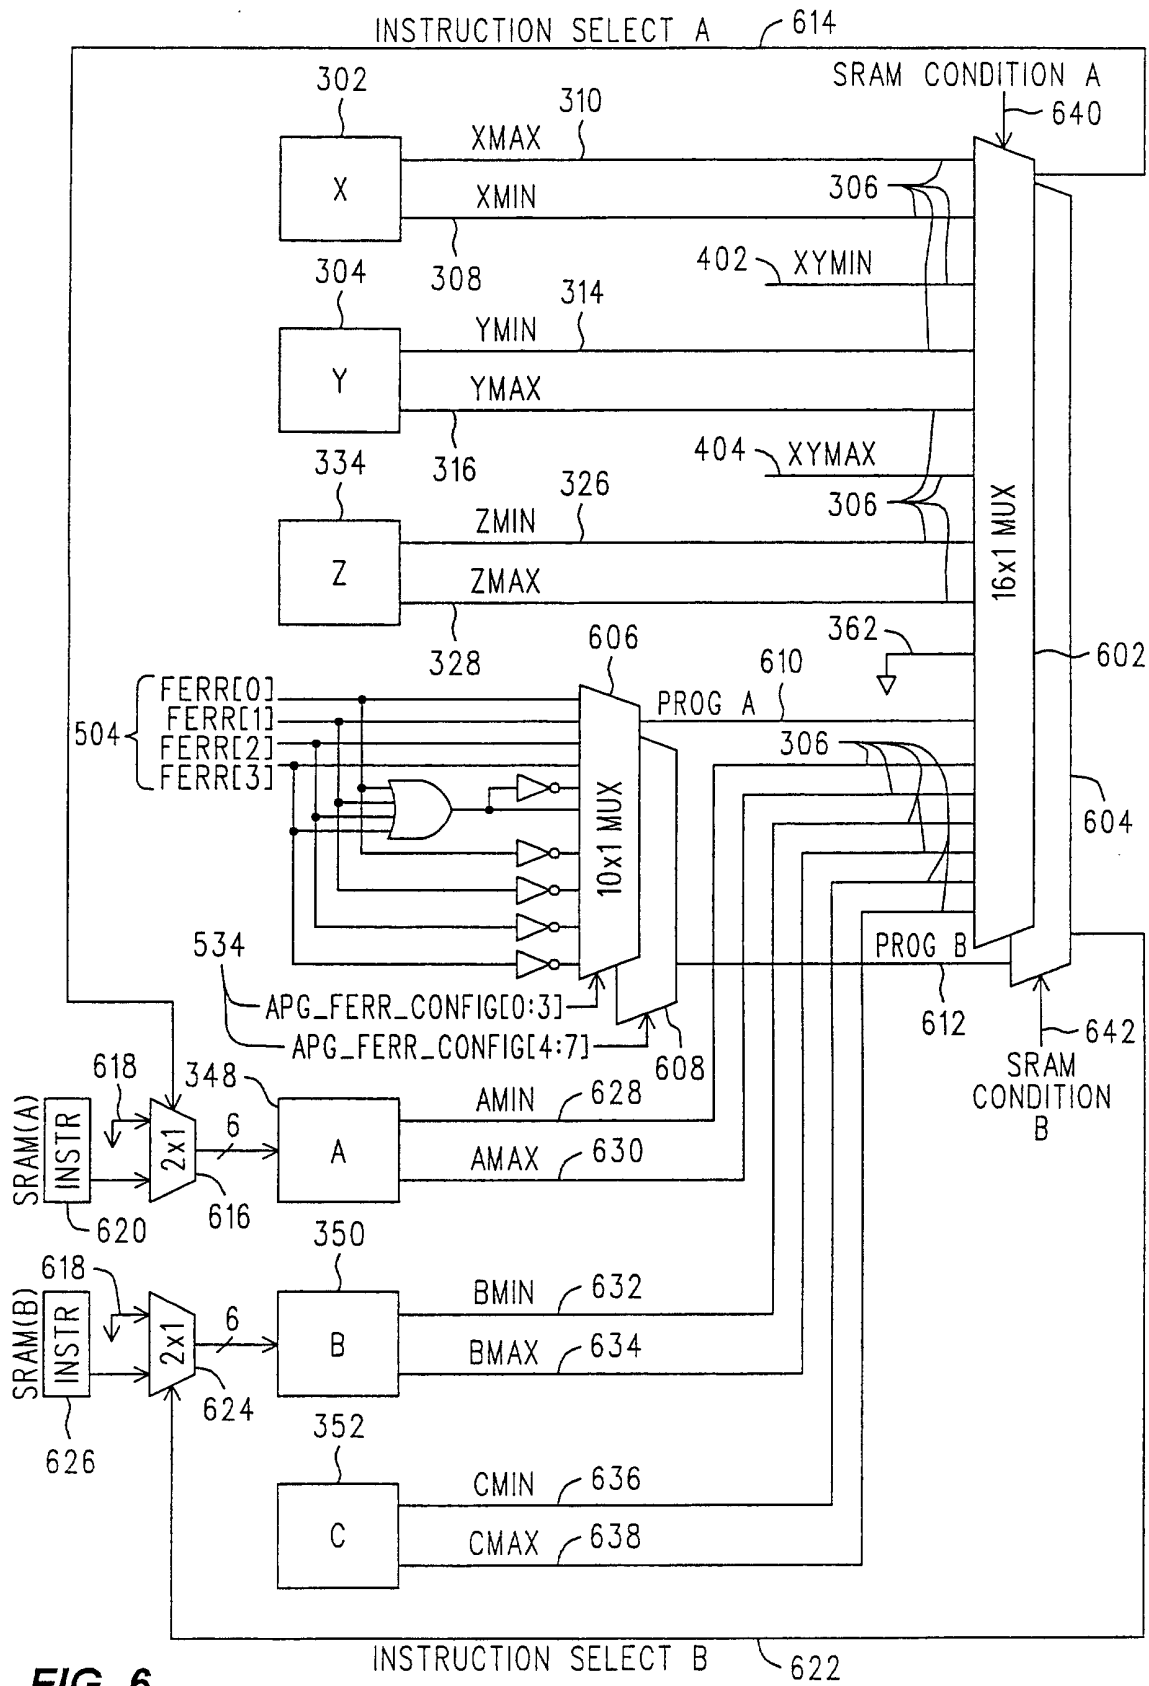 INSTRUCTION SELECT A
614
SRAM CONDITION A
640
302
X
XMAX
310
XMIN
308
306
402
XYMIN
304
Y
YMIN
314
YMAX
316
404
XYMAX
334
Z
ZMIN
326
ZMAX
328
306
16x1 MUX
362
602
604
606
504
FERR[0]
FERR[1]
FERR[2]
FERR[3]
10x1 MUX
PROG A
610
306
534
APG_FERR_CONFIG[0:3]
APG_FERR_CONFIG[4:7]
608
PROG B
612
642
SRAM
CONDITION
B
618
348
SRAM(A)
INSTR
620
2x1
616
6
A
AMIN
628
AMAX
630
618
350
SRAM(B)
INSTR
626
2x1
624
6
B
BMIN
632
BMAX
634
352
C
CMIN
636
CMAX
638
INSTRUCTION SELECT B
622
FIG. 6